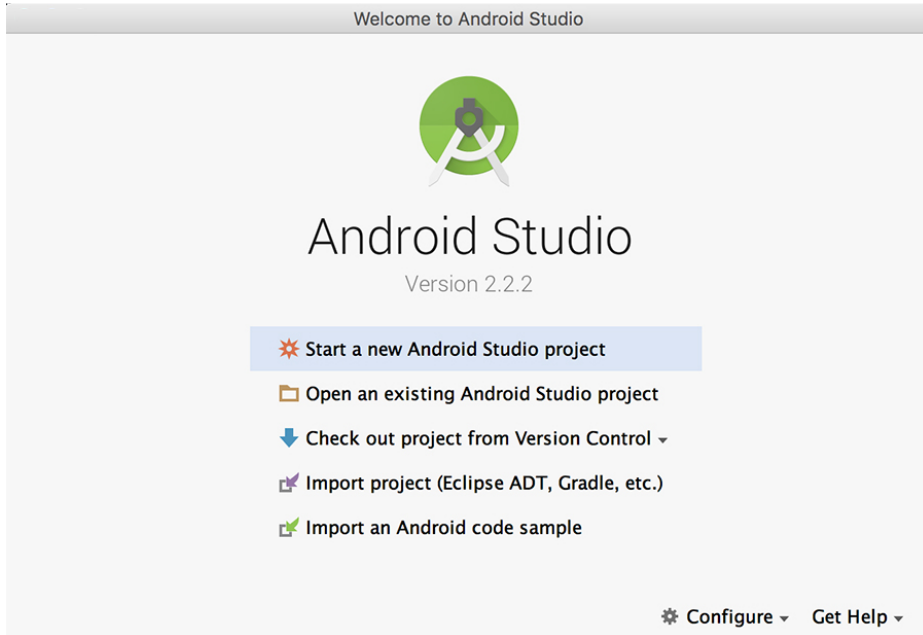 Welcome to Android Studio
Android Studio
Version 2.2.2
Start a new Android Studio project
Open an existing Android Studio project
Check out project from Version Control
Import project (Eclipse ADT, Gradle, etc.)
Import an Android code sample
Configure Get Help